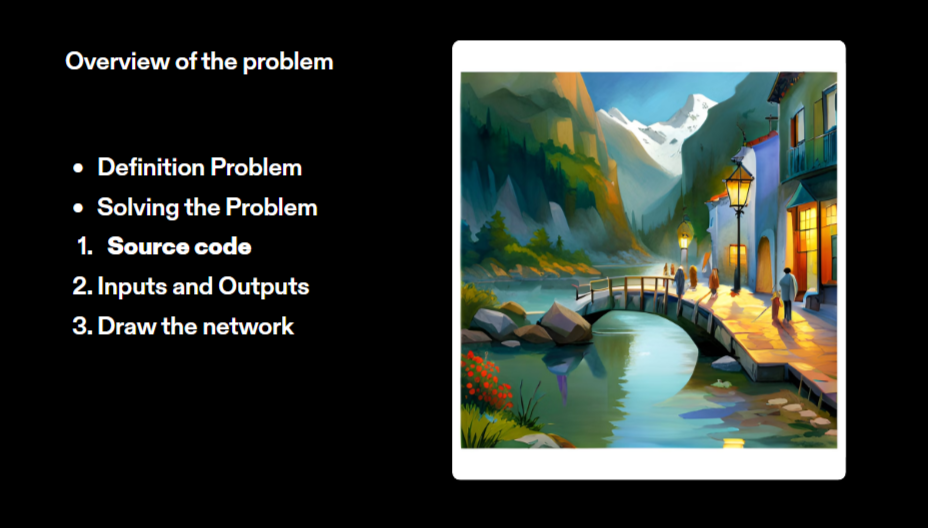 Overview of the problem
• Definition Problem
• Solving the Problem
1. Source code
2. Inputs and Outputs
3. Draw the network